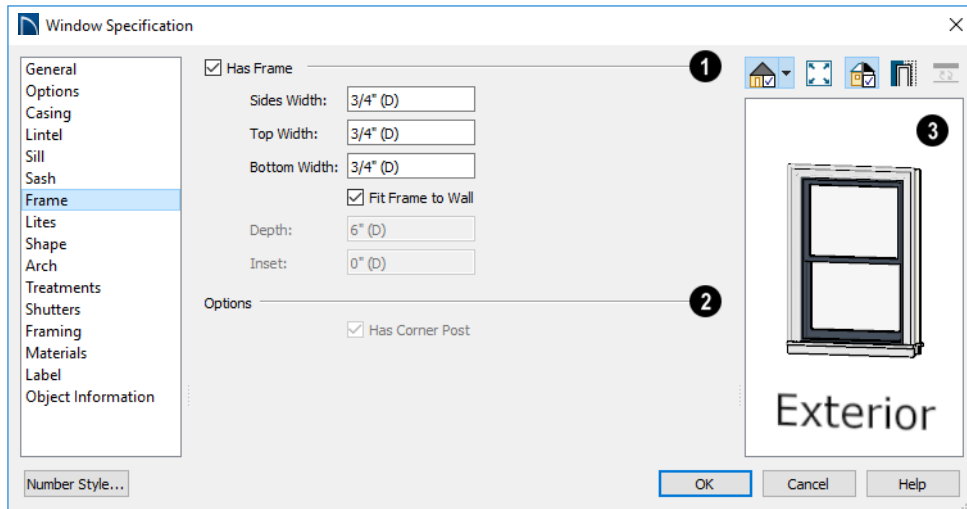 Window Specification
General
Options
Casing
Lintel
Sill
Sash
Frame
Lites
Shape
Arch
Treatments
Shutters
Framing
Materials
Label
Object Information
Has Frame
1
Sides Width: 3/4" (D)
Top Width: 3/4" (D)
Bottom Width: 3/4" (D)
Fit Frame to Wall
Depth: 6" (D)
Inset: 0" (D)
Options
2
Has Corner Post
3
Exterior
Number Style...
OK
Cancel
Help